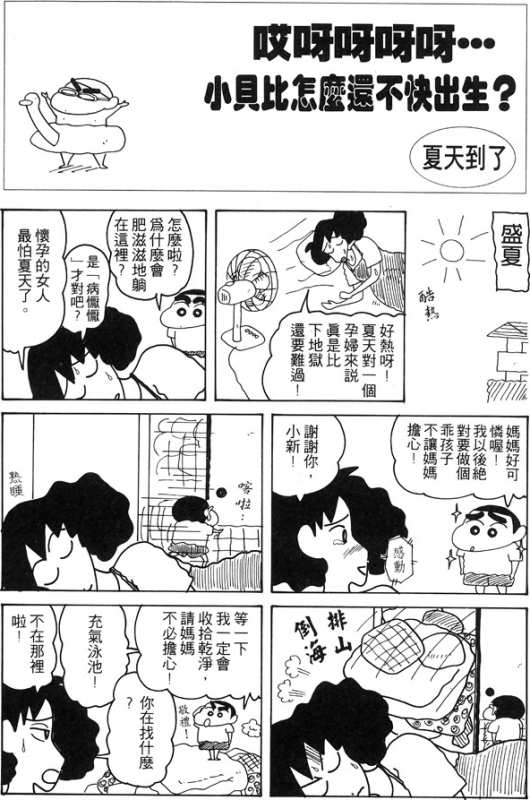 哎呀呀呀呀…
小貝比怎麼還不快出生？
夏天到了
盛夏
酷熱
好熱呀！
夏天對一個
孕婦來說
真是比
下地獄
還要難過！
怎麼啦？
為什麼會
肥滋滋地躺
在這裡？
是「病懨懨
」才對吧？
懷孕的女人
最怕夏天了。
媽媽好可
憐喔！
我以後絕
對要做個
乖孩子
不讓媽媽
擔心！
感動
謝謝你，
小新！
喀啦…
熟睡
排山
倒海
等一下
我一定會
收拾乾淨，
請媽媽
不必擔心！
敬禮！
你在找什麼
？
充氣泳池！
不在那裡
啦！